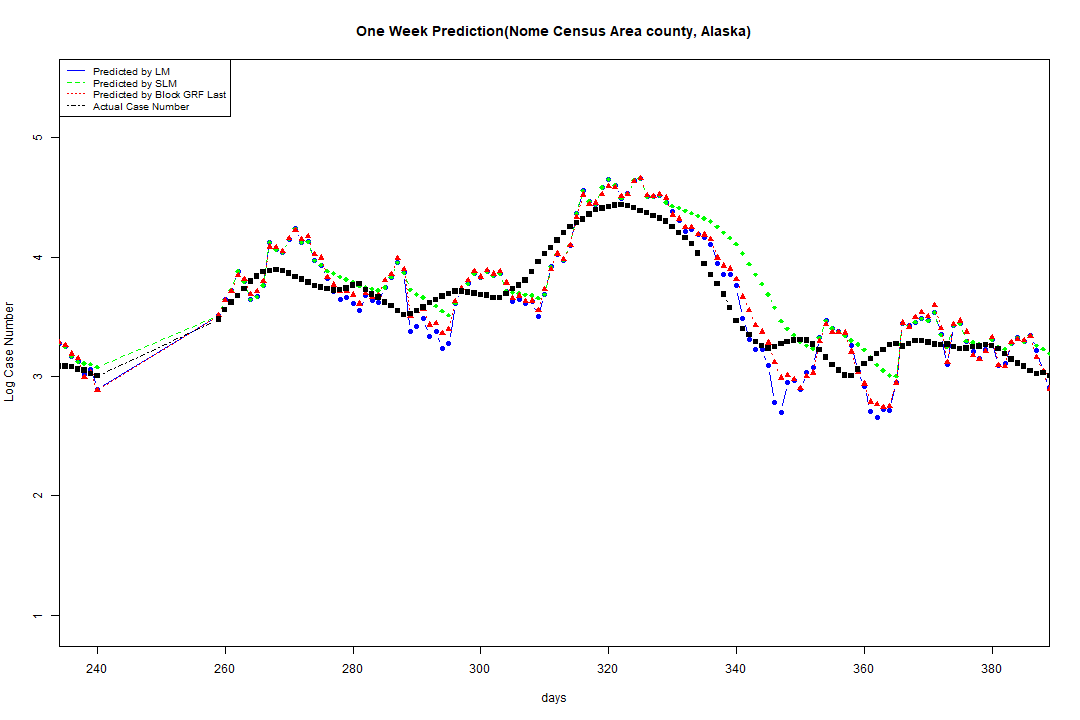 One Week Prediction(Nome Census Area county, Alaska)
Predicted by LM
Predicted by SLM
Predicted by Block GRF Last
Actual Case Number
5
4
3
2
1
Log Case Number
240 260 280 300 320 340 360 380
days